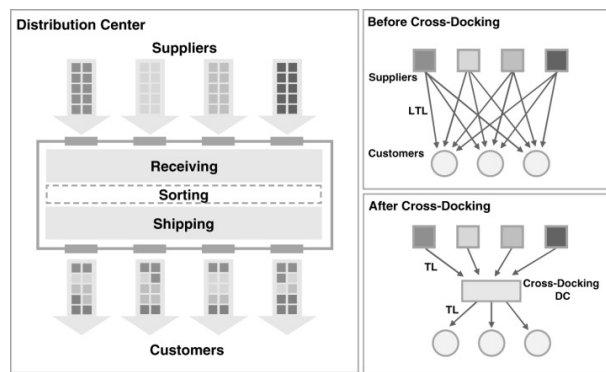 Distribution Center
Suppliers
Receiving
Sorting
Shipping
Customers
Before Cross-Docking
Suppliers
LTL
Customers
After Cross-Docking
TL
Cross-Docking
DC
TL